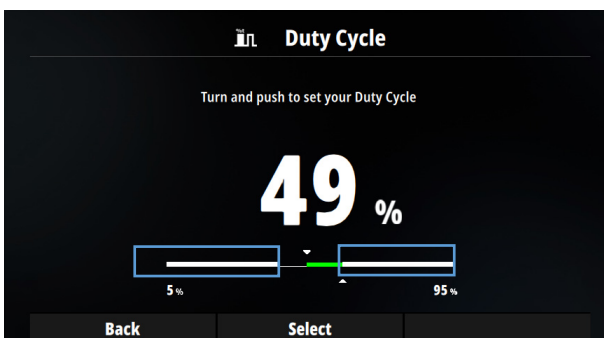 Duty Cycle
Turn and push to set your Duty Cycle
49 %
5 % 95 %
Back Select